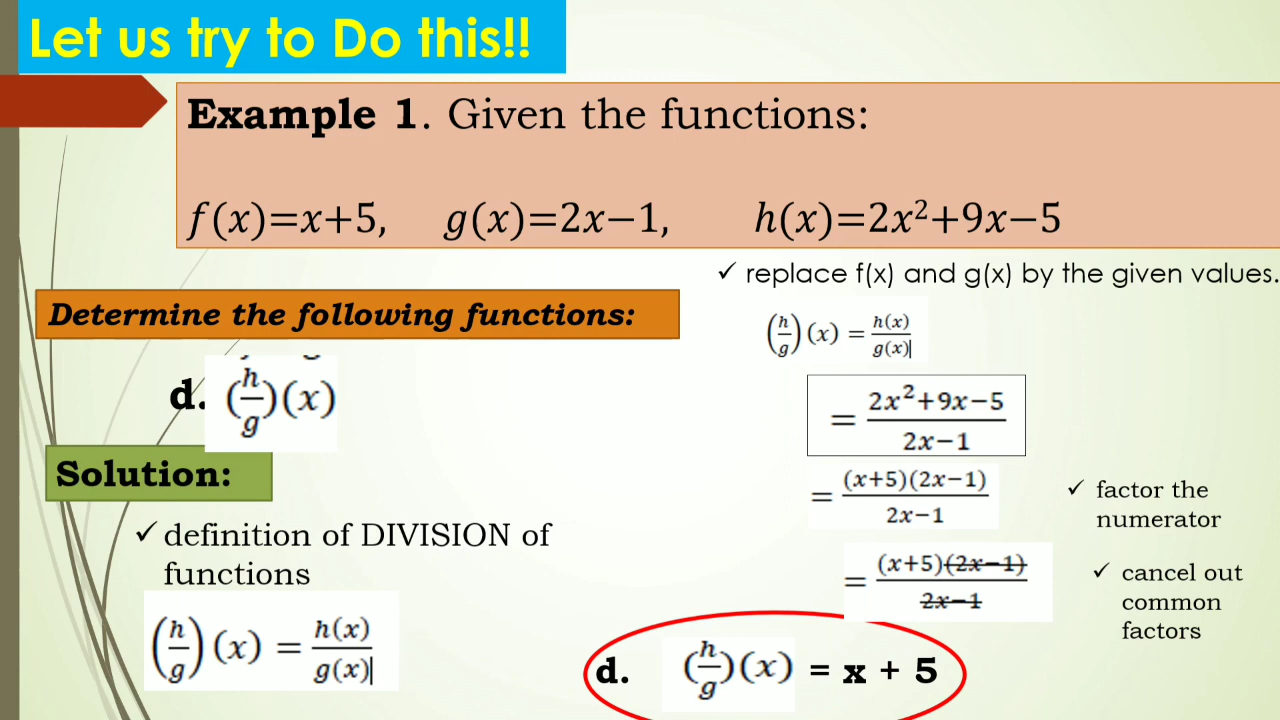 Let us try to Do this!!
Example 1. Given the functions:
f(x)=x+5, g(x)=2x−1, h(x)=2x²+9x−5
Determine the following functions:
d. (h/g)(x)
Solution:
✓ definition of DIVISION of
functions
(h/g)(x) = h(x)/g(x)
✓ replace f(x) and g(x) by the given values.
(h/g)(x) = h(x)/g(x)
= 2x²+9x−5/2x−1
= (x+5)(2x−1)/2x−1
✓ factor the
numerator
= (x+5)(2x−1)/2x−1
✓ cancel out
common
factors
d. (h/g)(x) = x + 5